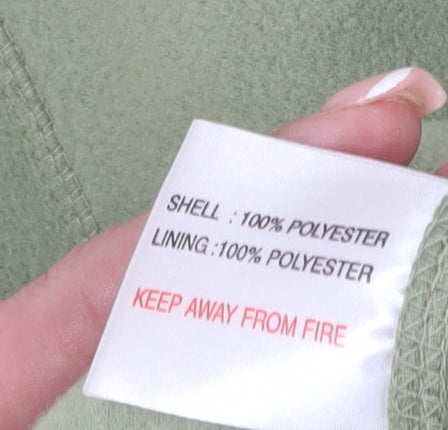 SHELL : 100% POLYESTER
LINING :100% POLYESTER
KEEP AWAY FROM FIRE